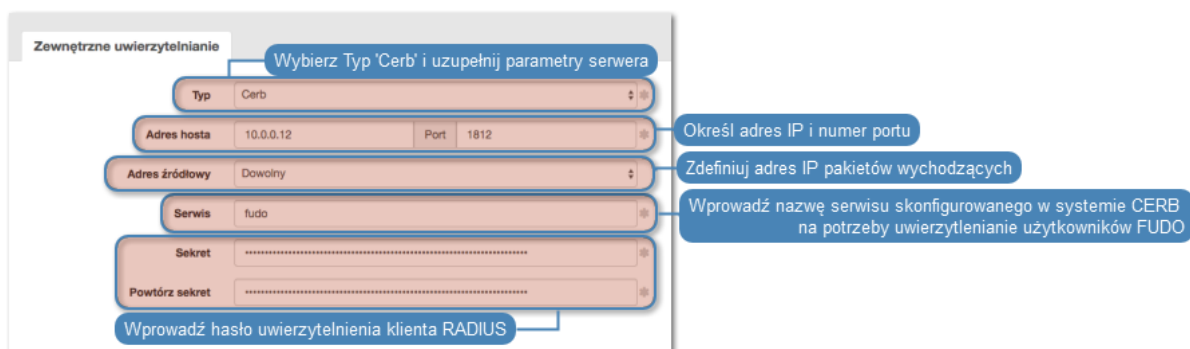 Zewnętrzne uwierzytelnianie
Wybierz Typ 'Cerb' i uzupełnij parametry serwera
Typ Cerb
Adres hosta 10.0.0.12 Port 1812
Określ adres IP i numer portu
Adres źródłowy Dowolny
Zdefiniuj adres IP pakietów wychodzących
Serwis fudo
Wprowadź nazwę serwisu skonfigurowanego w systemie CERB
na potrzeby uwierzytlenianie użytkowników FUDO
Sekret
Powtórz sekret
Wprowadź hasło uwierzytelnienia klienta RADIUS